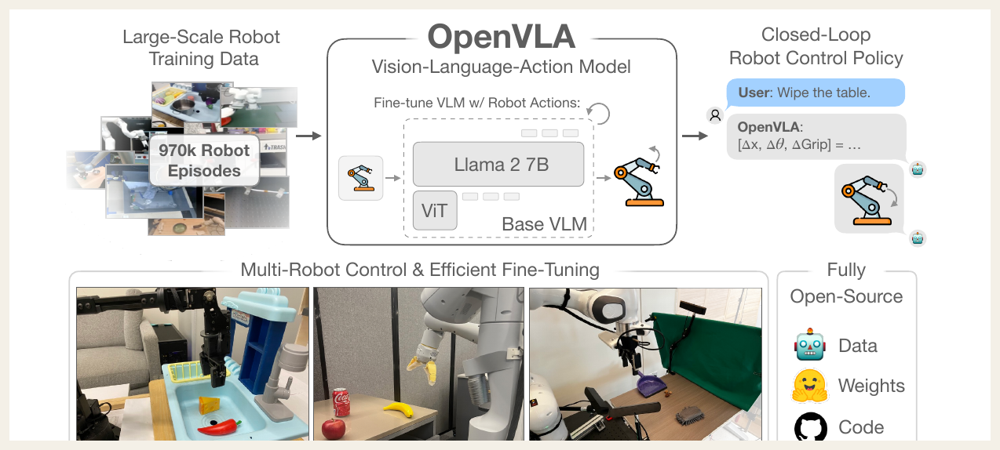 Large-Scale Robot
Training Data
970k Robot
Episodes
OpenVLA
Vision-Language-Action Model
Fine-tune VLM w/ Robot Actions:
Llama 2 7B
ViT
Base VLM
Closed-Loop
Robot Control Policy
User: Wipe the table.
OpenVLA:
[Δx, Δθ, ΔGrip] = …
Multi-Robot Control & Efficient Fine-Tuning
Fully
Open-Source
Data
Weights
Code